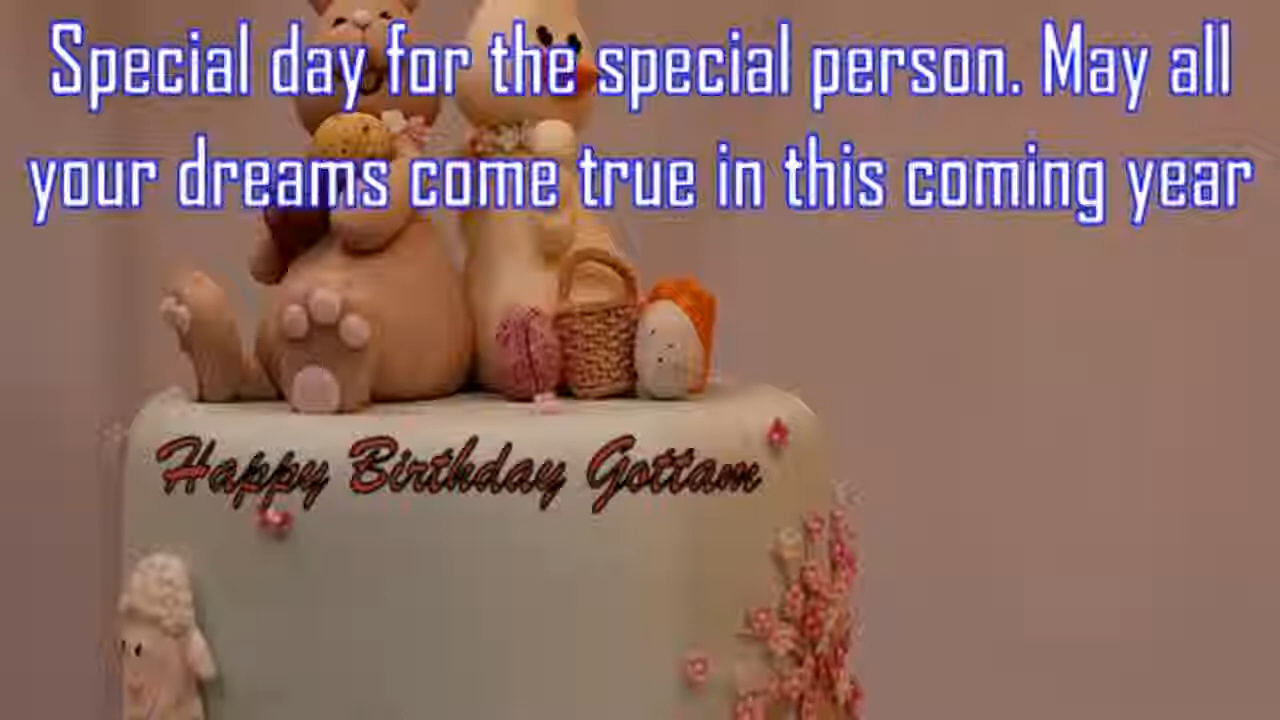 Special day for the special person. May all
your dreams come true in this coming year
Happy Birthday Gottam